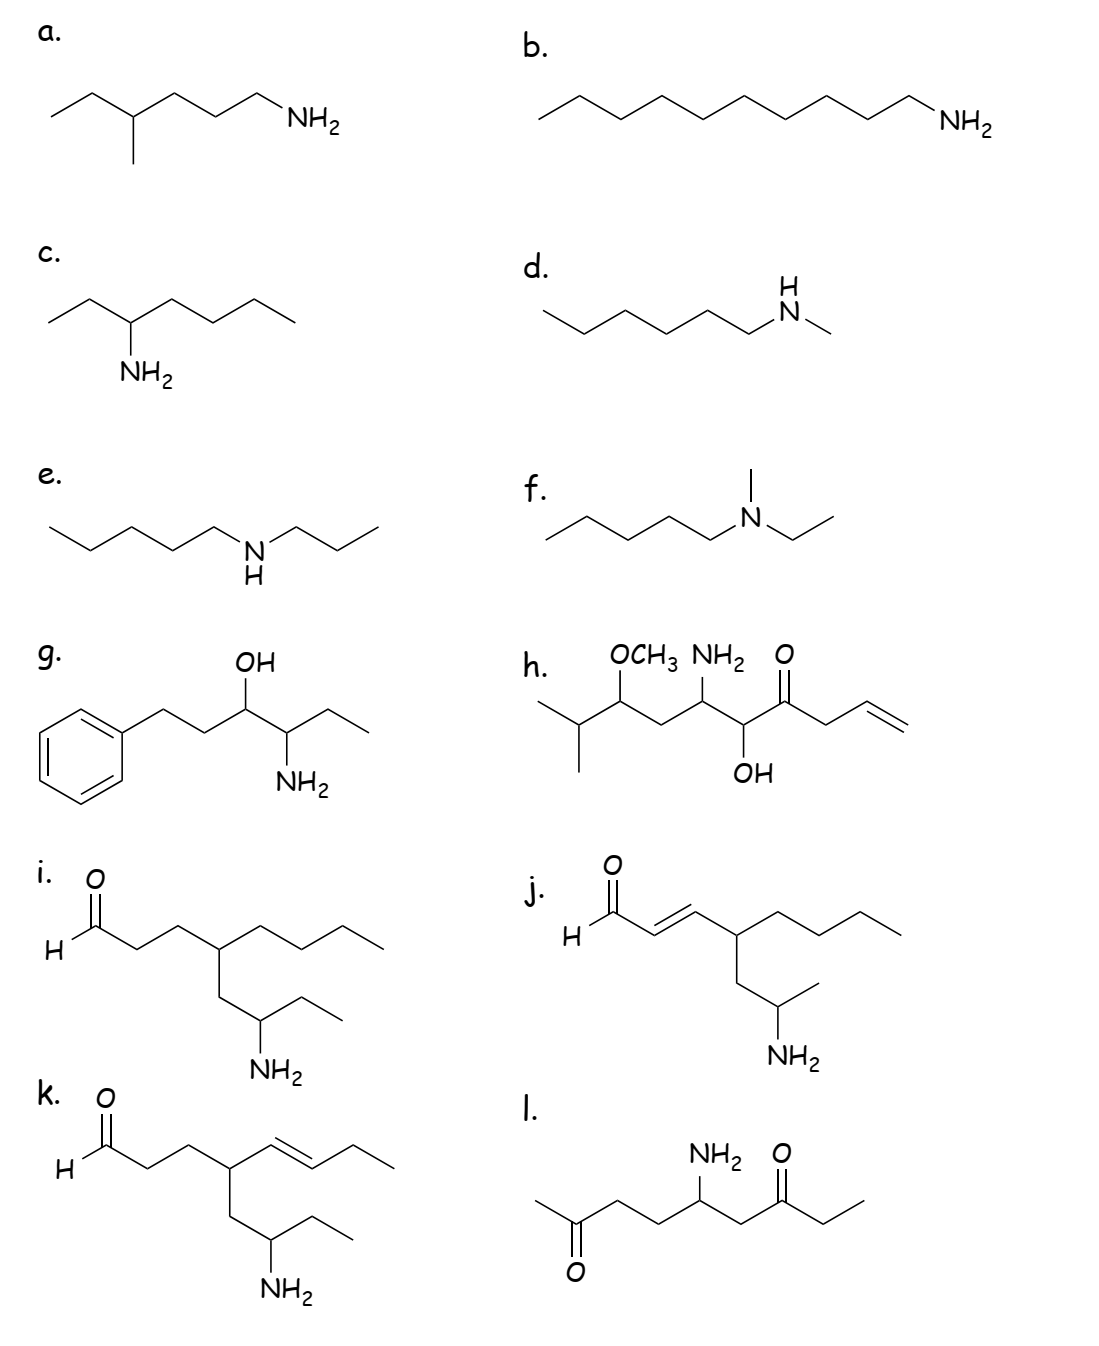 a.
NH2
b.
NH2
c.
NH2
d.
H
N
e.
N
H
f.
N
g.
OH
NH2
h.
OCH3 NH2 O
OH
i.
O
H
NH2
j.
O
H
NH2
k.
O
H
NH2
l.
NH2 O
O